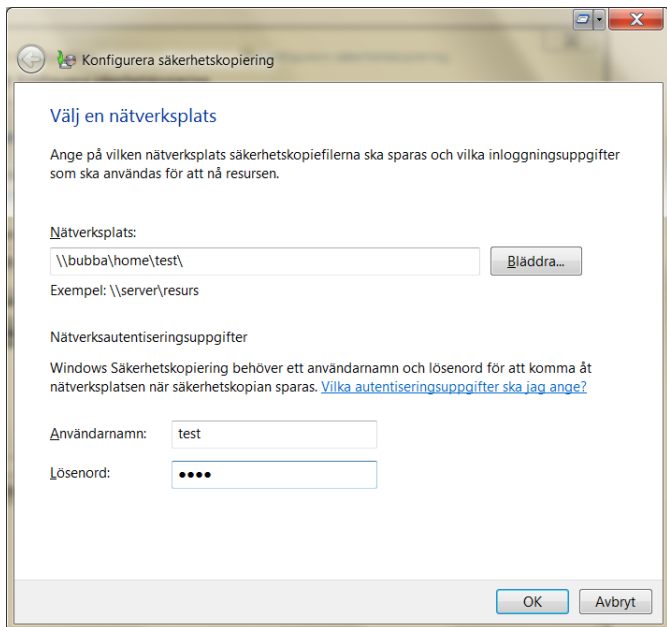 Konfigurera säkerhetskopiering
Välj en nätverksplats
Ange på vilken nätverksplats säkerhetskopiefilerna ska sparas och vilka inloggningsuppgifter
som ska användas för att nå resursen.
Nätverksplats:
\\bubba\home\test\
Bläddra...
Exempel: \\server\resurs
Nätverksautentiseringsuppgifter
Windows Säkerhetskopiering behöver ett användarnamn och lösenord för att komma åt
nätverksplatsen när säkerhetskopian sparas. Vilka autentiseringsuppgifter ska jag ange?
Användarnamn: test
Lösenord: ●●●●
OK Avbryt